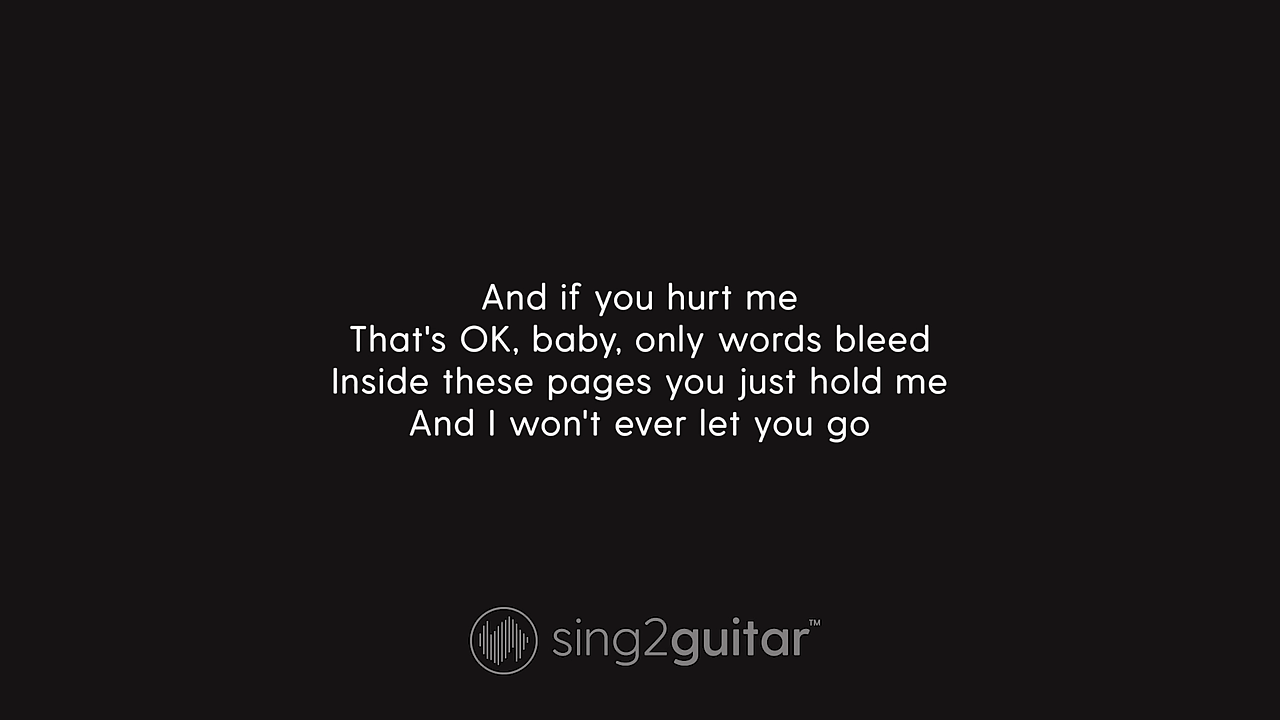 And if you hurt me
That's OK, baby, only words bleed
Inside these pages you just hold me
And I won't ever let you go
sing2guitar™